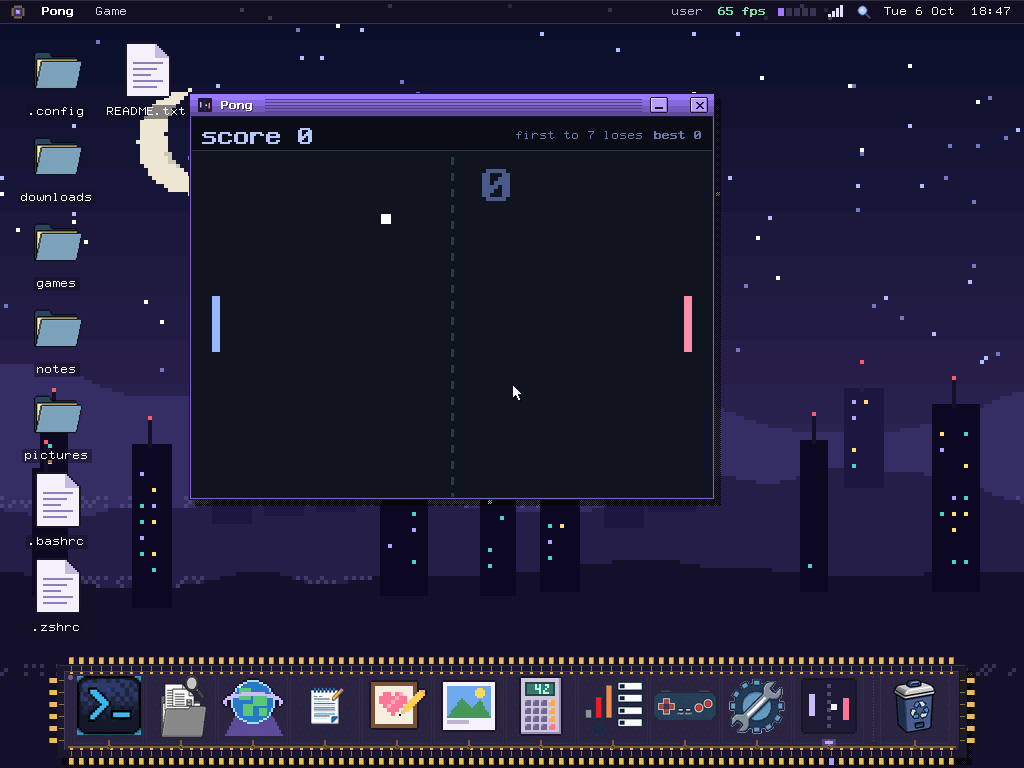 Pong Game user 65 fps Tue 6 Oct 18:47
.config
README.txt
Pong
score 0 first to 7 loses best 0
0
downloads
games
notes
pictures
.bashrc
.zshrc
42